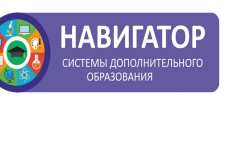 НАВИГАТОР
СИСТЕМЫ ДОПОЛНИТЕЛЬНОГО
ОБРАЗОВАНИЯ